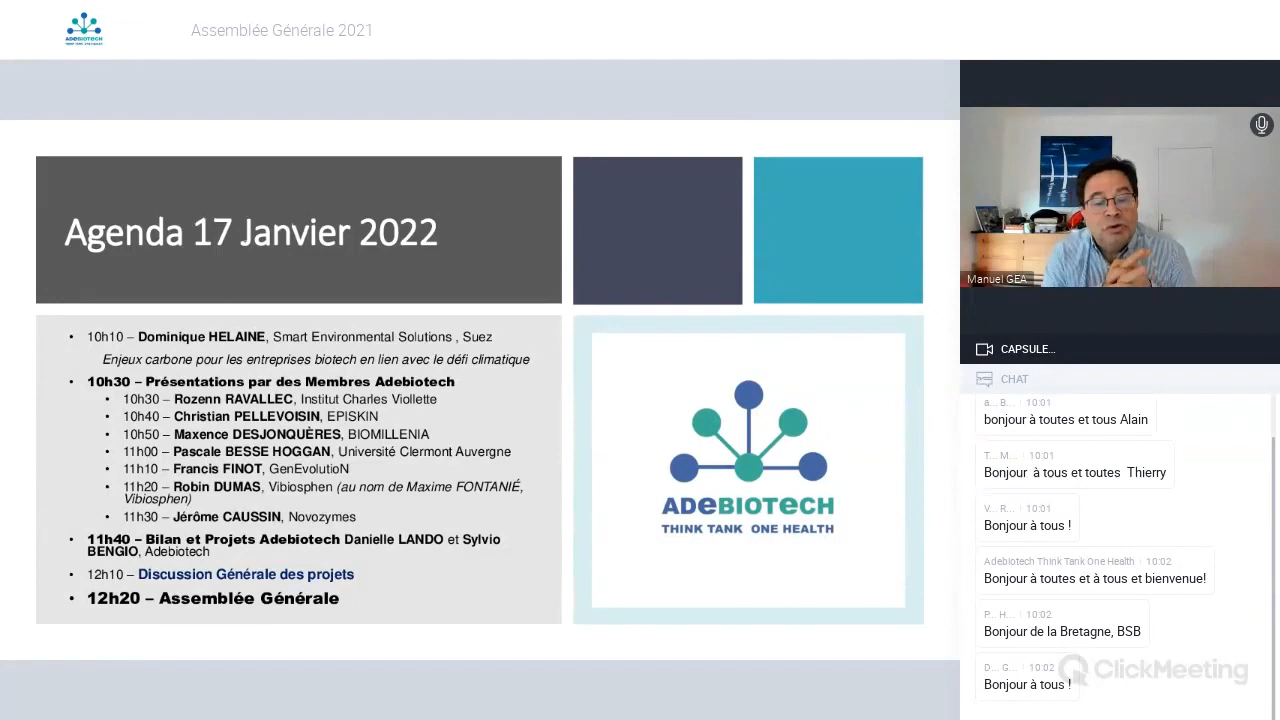 ADEBIOTECH
THINK TANK ONE HEALTH
Assemblée Générale 2021
Agenda 17 Janvier 2022
• 10h10 – Dominique HELAINE, Smart Environmental Solutions , Suez
Enjeux carbone pour les entreprises biotech en lien avec le défi climatique
• 10h30 – Présentations par des Membres Adebiotech
• 10h30 – Rozenn RAVALLEC, Institut Charles Viollette
• 10h40 – Christian PELLEVOISIN, EPISKIN
• 10h50 – Maxence DESJONQUÈRES, BIOMILLENIA
• 11h00 – Pascale BESSE HOGGAN, Université Clermont Auvergne
• 11h10 – Francis FINOT, GenEvolutioN
• 11h20 – Robin DUMAS, Vibiosphen (au nom de Maxime FONTANIÉ,
Vibiosphen)
• 11h30 – Jérôme CAUSSIN, Novozymes
• 11h40 – Bilan et Projets Adebiotech Danielle LANDO et Sylvio
BENGIO, Adebiotech
• 12h10 – Discussion Générale des projets
• 12h20 – Assemblée Générale
ADEBIOTECH
THINK TANK ONE HEALTH
Manuel GEA
CAPSULE...
CHAT
a... B... 10:01
bonjour à toutes et tous Alain
T... M... 10:01
Bonjour à tous et toutes Thierry
V... R... 10:01
Bonjour à tous !
Adebiotech Think Tank One Health 10:02
Bonjour à toutes et à tous et bienvenue!
P... H... 10:02
Bonjour de la Bretagne, BSB
D... G... 10:02
Bonjour à tous !
ClickMeeting